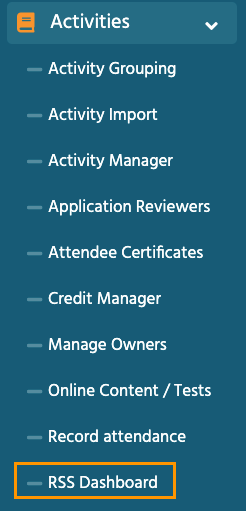 Activities
Activity Grouping
Activity Import
Activity Manager
Application Reviewers
Attendee Certificates
Credit Manager
Manage Owners
Online Content / Tests
Record attendance
RSS Dashboard